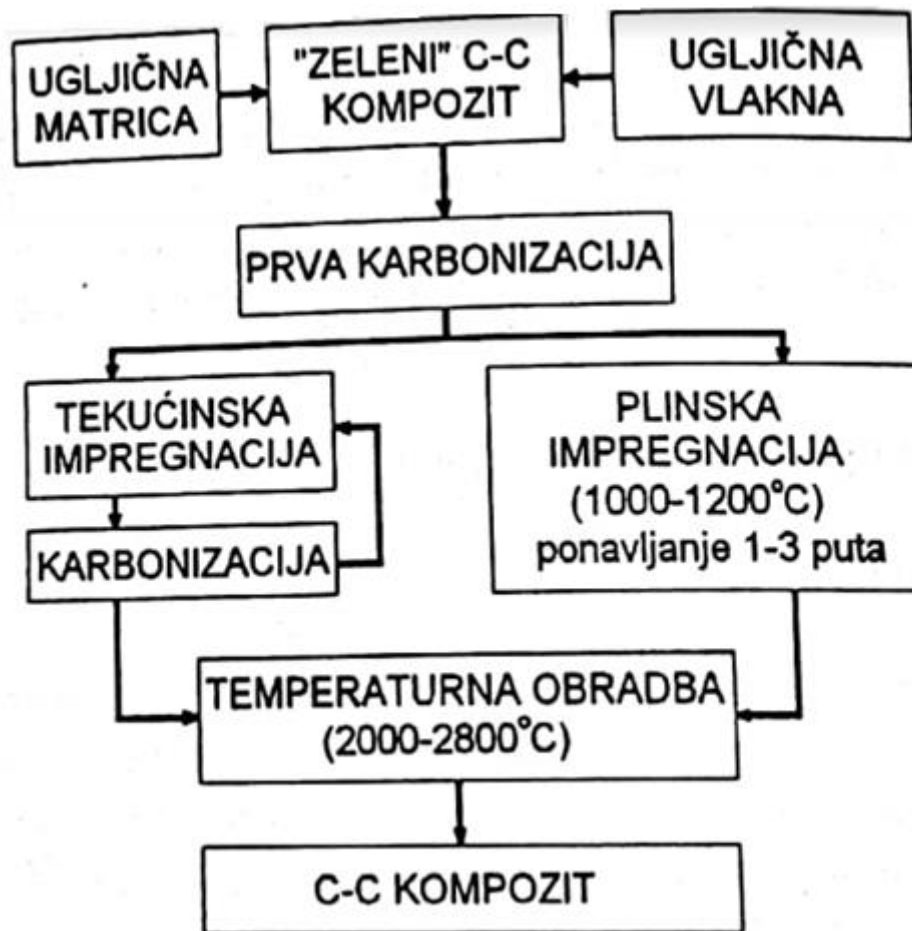 UGLJIČNA
MATRICA
"ZELENI" C-C
KOMPOZIT
UGLJIČNA
VLAKNA
PRVA KARBONIZACIJA
TEKUĆINSKA
IMPREGNACIJA
KARBONIZACIJA
PLINSKA
IMPREGNACIJA
(1000-1200°C)
ponavljanje 1-3 puta
TEMPERATURNA OBRADBA
(2000-2800°C)
C-C KOMPOZIT